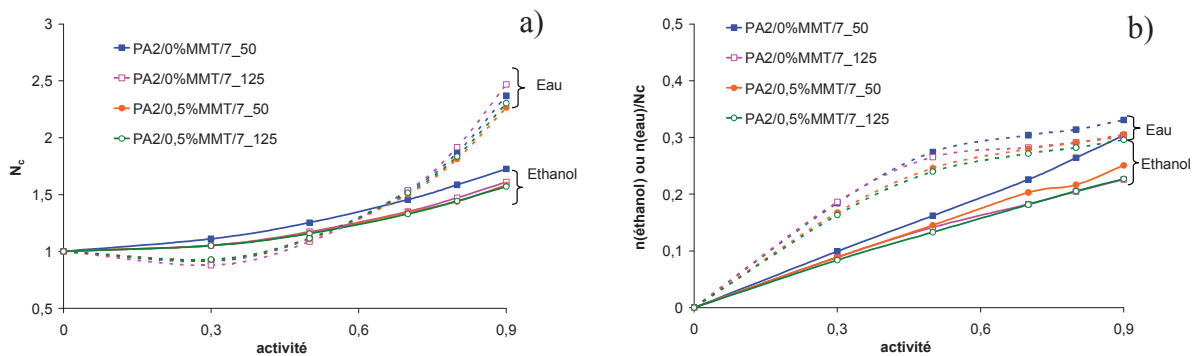 a)
3
2,5
2
1,5
1
0,5
N_c
0
0,3
0,6
0,9
activité
PA2/0%MMT/7_50
PA2/0%MMT/7_125
PA2/0,5%MMT/7_50
PA2/0,5%MMT/7_125
Eau
Ethanol
b)
0,5
0,4
0,3
0,2
0,1
0
n(éthanol) ou n(eau)/Nc
0
0,3
0,6
0,9
activité
PA2/0%MMT/7_50
PA2/0%MMT/7_125
PA2/0,5%MMT/7_50
PA2/0,5%MMT/7_125
Eau
Ethanol